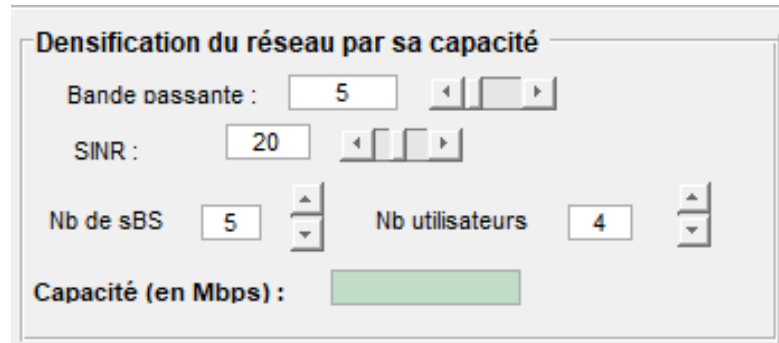 Densification du réseau par sa capacité
Bande passante : 5
SINR : 20
Nb de sBS 5 Nb utilisateurs 4
Capacité (en Mbps) :